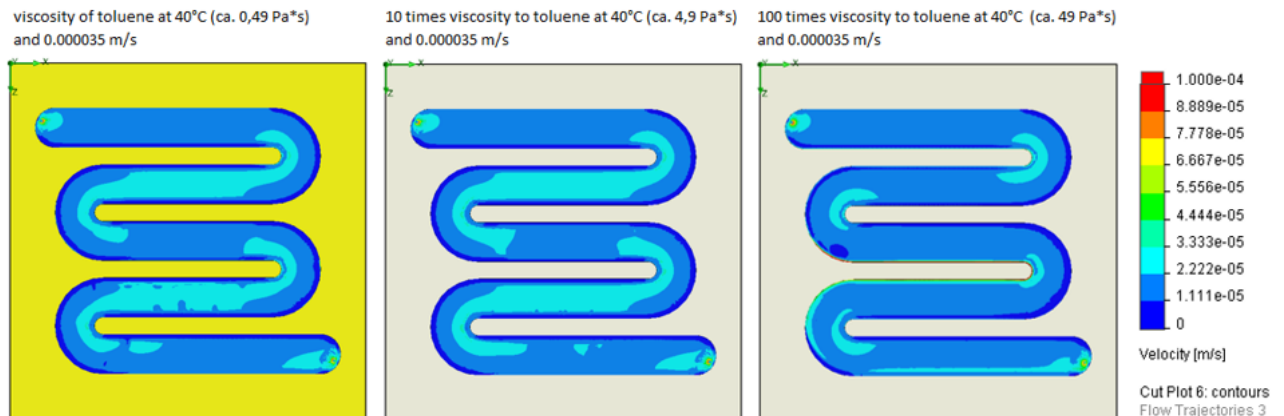 viscosity of toluene at 40°C (ca. 0,49 Pa*s)
and 0.000035 m/s
10 times viscosity to toluene at 40°C (ca. 4,9 Pa*s)
and 0.000035 m/s
100 times viscosity to toluene at 40°C (ca. 49 Pa*s)
and 0.000035 m/s
Y X
Z
X
Z
X
Z
1.000e-04
8.889e-05
7.778e-05
6.667e-05
5.556e-05
4.444e-05
3.333e-05
2.222e-05
1.111e-05
0
Velocity [m/s]
Cut Plot 6: contours
Flow Trajectories 3